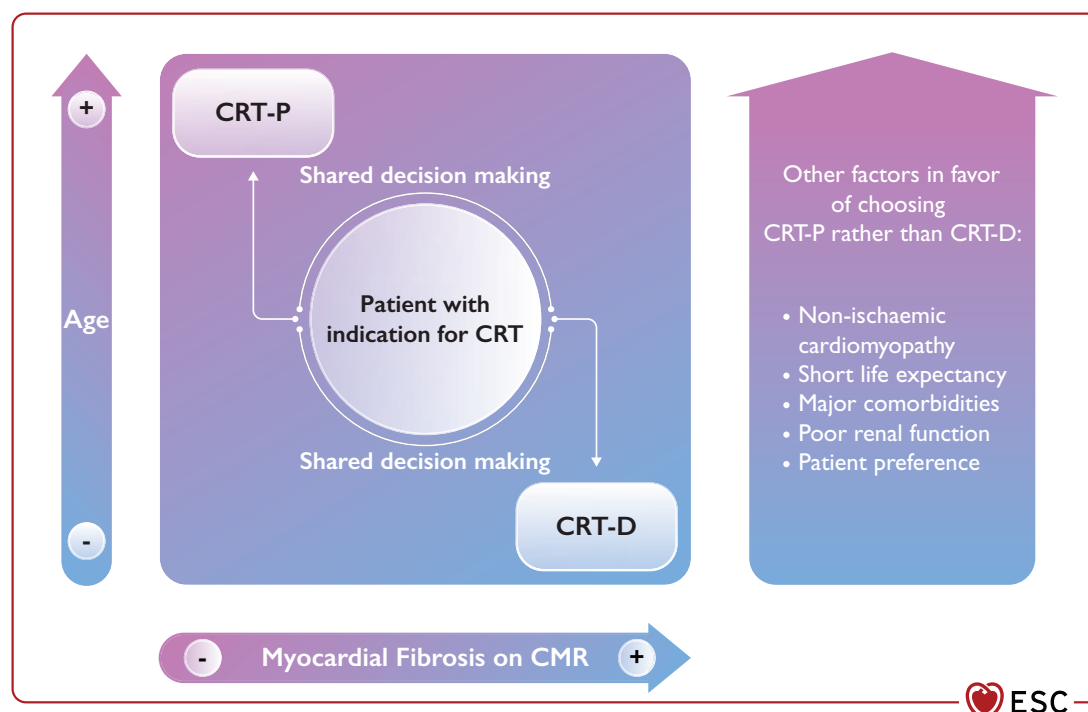 +
Age
-
CRT-P
Shared decision making
Patient with
indication for CRT
Shared decision making
CRT-D
- Myocardial Fibrosis on CMR +
Other factors in favor
of choosing
CRT-P rather than CRT-D:
• Non-ischaemic
cardiomyopathy
• Short life expectancy
• Major comorbidities
• Poor renal function
• Patient preference
ESC